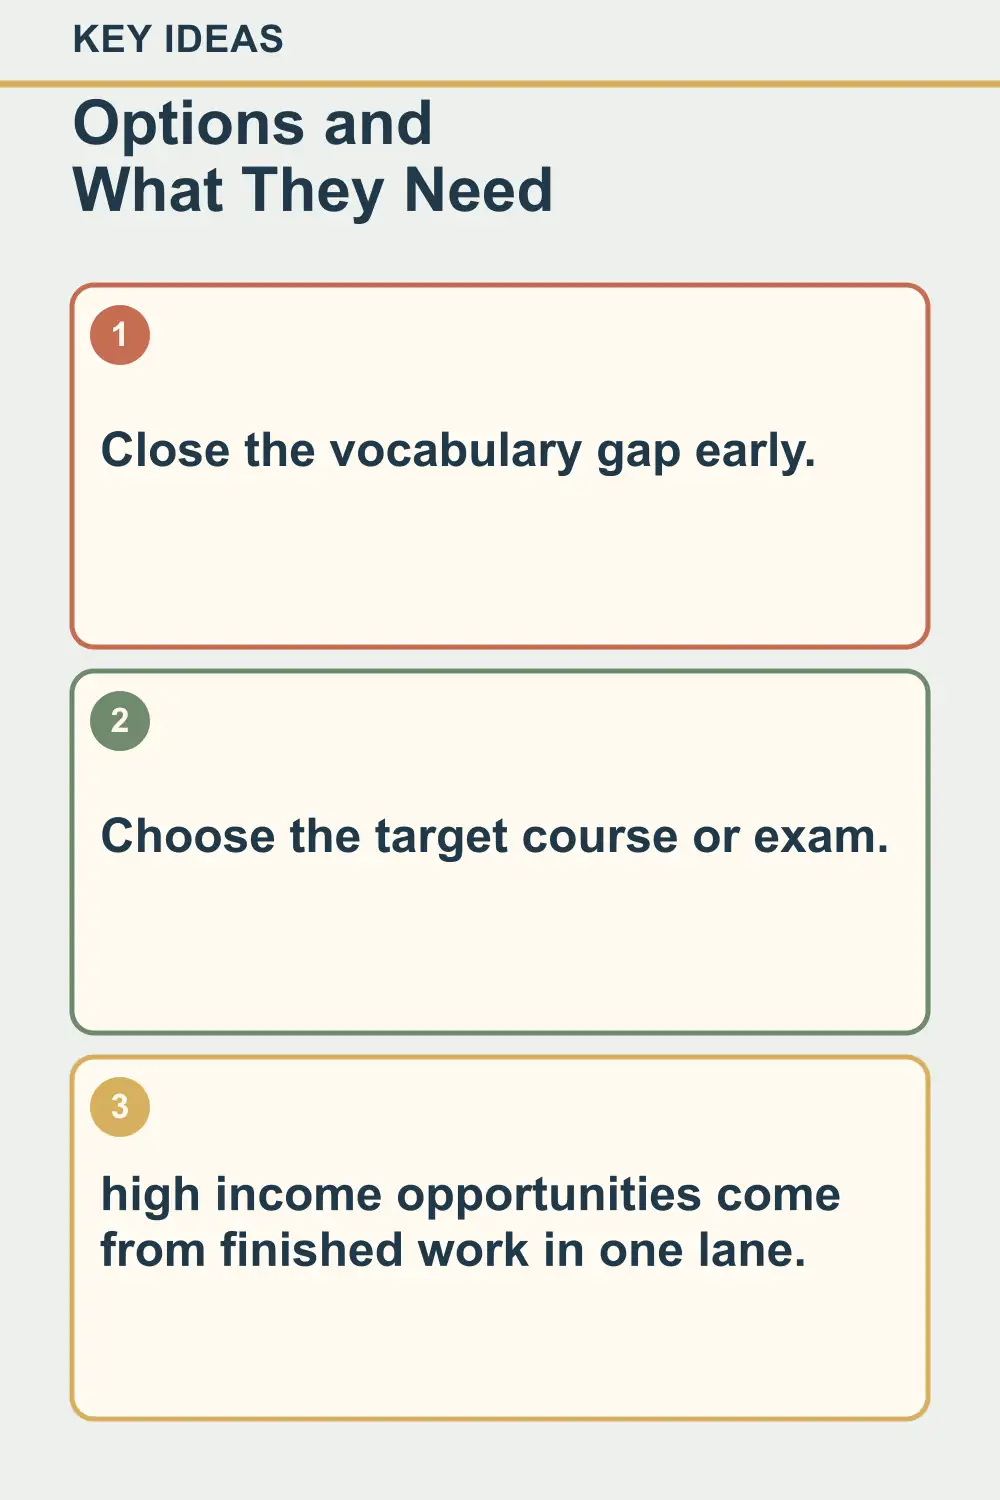 KEY IDEAS
Options and
What They Need
1
Close the vocabulary gap early.
2
Choose the target course or exam.
3
high income opportunities come
from finished work in one lane.